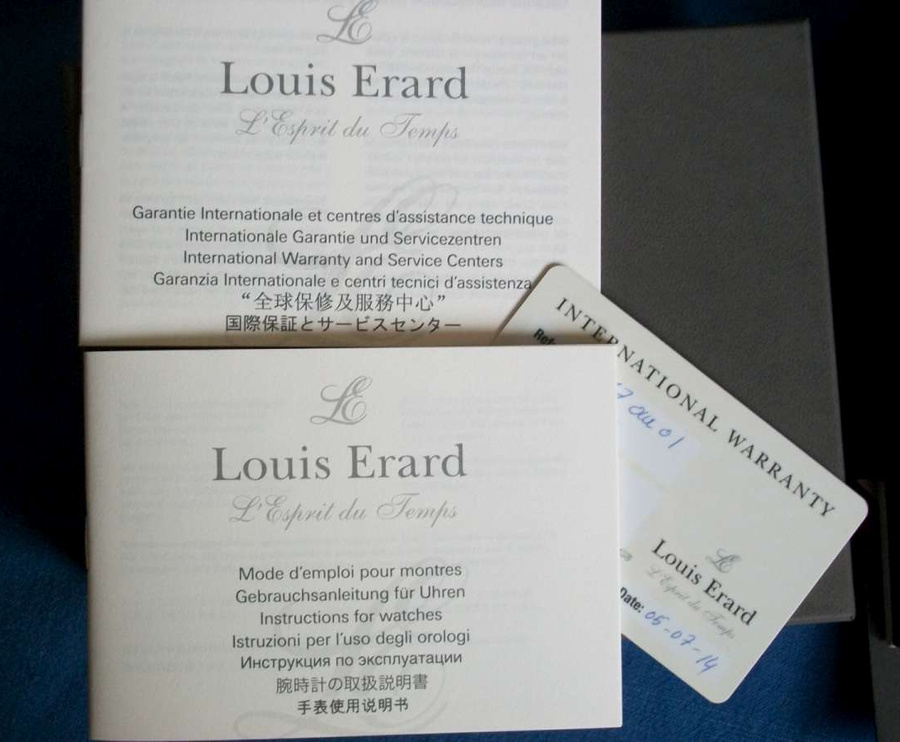 LE
Louis Erard
L'Esprit du Temps
Garantie Internationale et centres d'assistance technique
Internationale Garantie und Servicezentren
International Warranty and Service Centers
Garanzia Internationale e centri tecnici d'assistenza
“全球保修及服務中心”
国際保証とサービスセンター
LE
Louis Erard
L'Esprit du Temps
Mode d'emploi pour montres
Gebrauchsanleitung für Uhren
Instructions for watches
Istruzioni per l'uso degli orologi
Инструкция по эксплуатации
腕時計の取扱説明書
手表使用说明书
INTERNATIONAL WARRANTY
Ref
01
LE
Louis Erard
L'Esprit du Temps
Date: 05-07-14